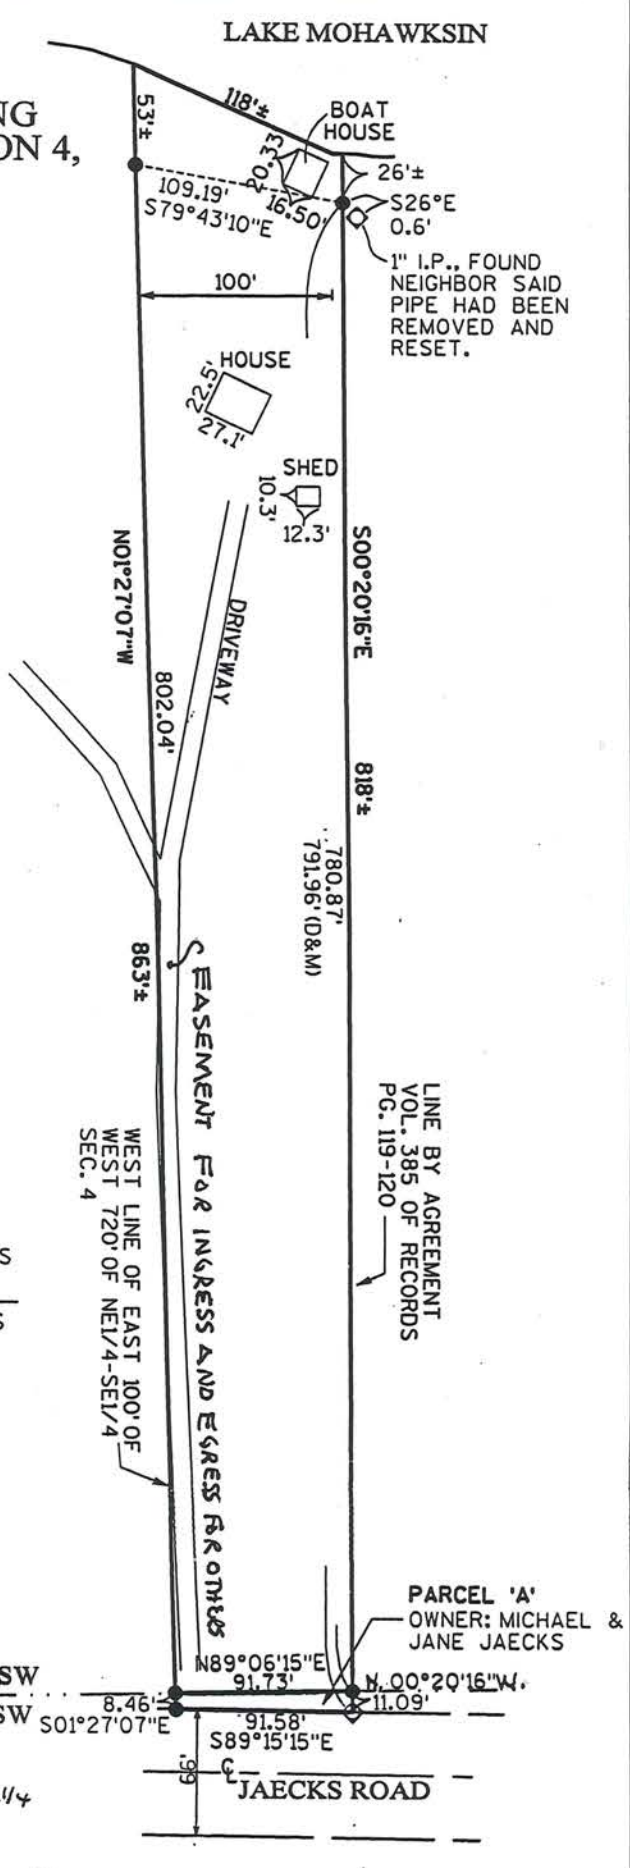 LAKE MOHAWKSIN
NG
ON 4,
53'±
118'±
BOAT
HOUSE
20.33
16.50'
26'±
S26°E
0.6'
109.19'
S79°43'10"E
1" I.P., FOUND
NEIGHBOR SAID
PIPE HAD BEEN
REMOVED AND
RESET.
100'
HOUSE
22.5'
27.1'
SHED
10.3'
12.3'
N01°27'07"W
802.04'
DRIVEWAY
S00°20'16"E
818'±
780.87'
791.96' (D&M)
863'±
EASEMENT FOR INGRESS AND EGRESS FOR OTHERS
LINE BY AGREEMENT
VOL. 385 OF RECORDS
PG. 119-120
WEST LINE OF EAST 100' OF
WEST 720' OF NE1/4-SE1/4
SEC. 4
S
PARCEL 'A'
OWNER: MICHAEL &
JANE JAECKS
SW
N89°06'15"E
91.73'
N. 00°20'16"W.
11.09'
8.46'
SW
S01°27'07"E
91.58'
S89°15'15"E
66'
℄
JAECKS ROAD
1/4